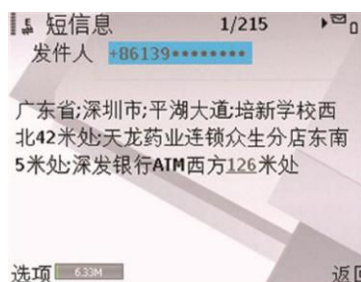 短信息 1/215
发件人 +86139********
广东省;深圳市;平湖大道;培新学校西
北42米处;天龙药业连锁众生分店东南
5米处;深发银行ATM西方126米处
选项 6.33M 返回